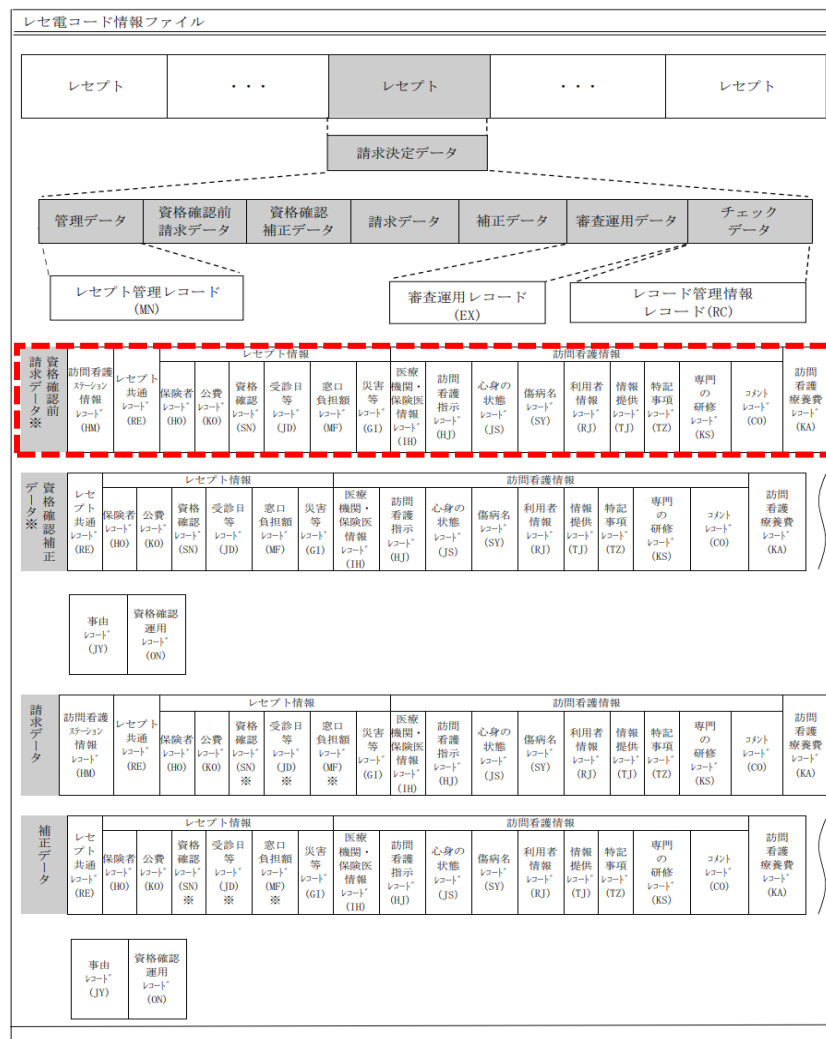 レセ電コード情報ファイル
レセプト ・・・ レセプト ・・・ レセプト
請求決定データ
管理データ 資格確認前請求データ 資格確認補正データ 請求データ 補正データ 審査運用データ チェックデータ
レセプト管理レコード
(MN)
審査運用レコード
(EX)
レコード管理情報
レコード(RC)
資格確認前請求データ※
レセプト情報
訪問看護情報
訪問看護ステーション情報レコード(HM)
レセプト共通レコード(RE)
保険者レコード(HO)
公費レコード(KO)
資格確認レコード(SN)
受診日等レコード(JD)
窓口負担額レコード(MF)
災害等レコード(GI)
医療機関・保険医情報レコード(IH)
訪問看護指示レコード(HJ)
心身の状態レコード(JS)
傷病名レコード(SY)
利用者情報レコード(RJ)
情報提供レコード(TJ)
特記事項レコード(TZ)
専門の研修レコード(KS)
コメントレコード(CO)
訪問看護療養費レコード(KA)
資格確認補正データ※
レセプト情報
訪問看護情報
レセプト共通レコード(RE)
保険者レコード(HO)
公費レコード(KO)
資格確認レコード(SN)
受診日等レコード(JD)
窓口負担額レコード(MF)
災害等レコード(GI)
医療機関・保険医情報レコード(IH)
訪問看護指示レコード(HJ)
心身の状態レコード(JS)
傷病名レコード(SY)
利用者情報レコード(RJ)
情報提供レコード(TJ)
特記事項レコード(TZ)
専門の研修レコード(KS)
コメントレコード(CO)
訪問看護療養費レコード(KA)
事由レコード(JY)
資格確認運用レコード(ON)
請求データ
レセプト情報
訪問看護情報
訪問看護ステーション情報レコード(HM)
レセプト共通レコード(RE)
保険者レコード(HO)
公費レコード(KO)
資格確認レコード(SN)※
受診日等レコード(JD)※
窓口負担額レコード(MF)※
災害等レコード(GI)
医療機関・保険医情報レコード(IH)
訪問看護指示レコード(HJ)
心身の状態レコード(JS)
傷病名レコード(SY)
利用者情報レコード(RJ)
情報提供レコード(TJ)
特記事項レコード(TZ)
専門の研修レコード(KS)
コメントレコード(CO)
訪問看護療養費レコード(KA)
補正データ
レセプト情報
訪問看護情報
レセプト共通レコード(RE)
保険者レコード(HO)
公費レコード(KO)
資格確認レコード(SN)※
受診日等レコード(JD)※
窓口負担額レコード(MF)※
災害等レコード(GI)
医療機関・保険医情報レコード(IH)
訪問看護指示レコード(HJ)
心身の状態レコード(JS)
傷病名レコード(SY)
利用者情報レコード(RJ)
情報提供レコード(TJ)
特記事項レコード(TZ)
専門の研修レコード(KS)
コメントレコード(CO)
訪問看護療養費レコード(KA)
事由レコード(JY)
資格確認運用レコード(ON)